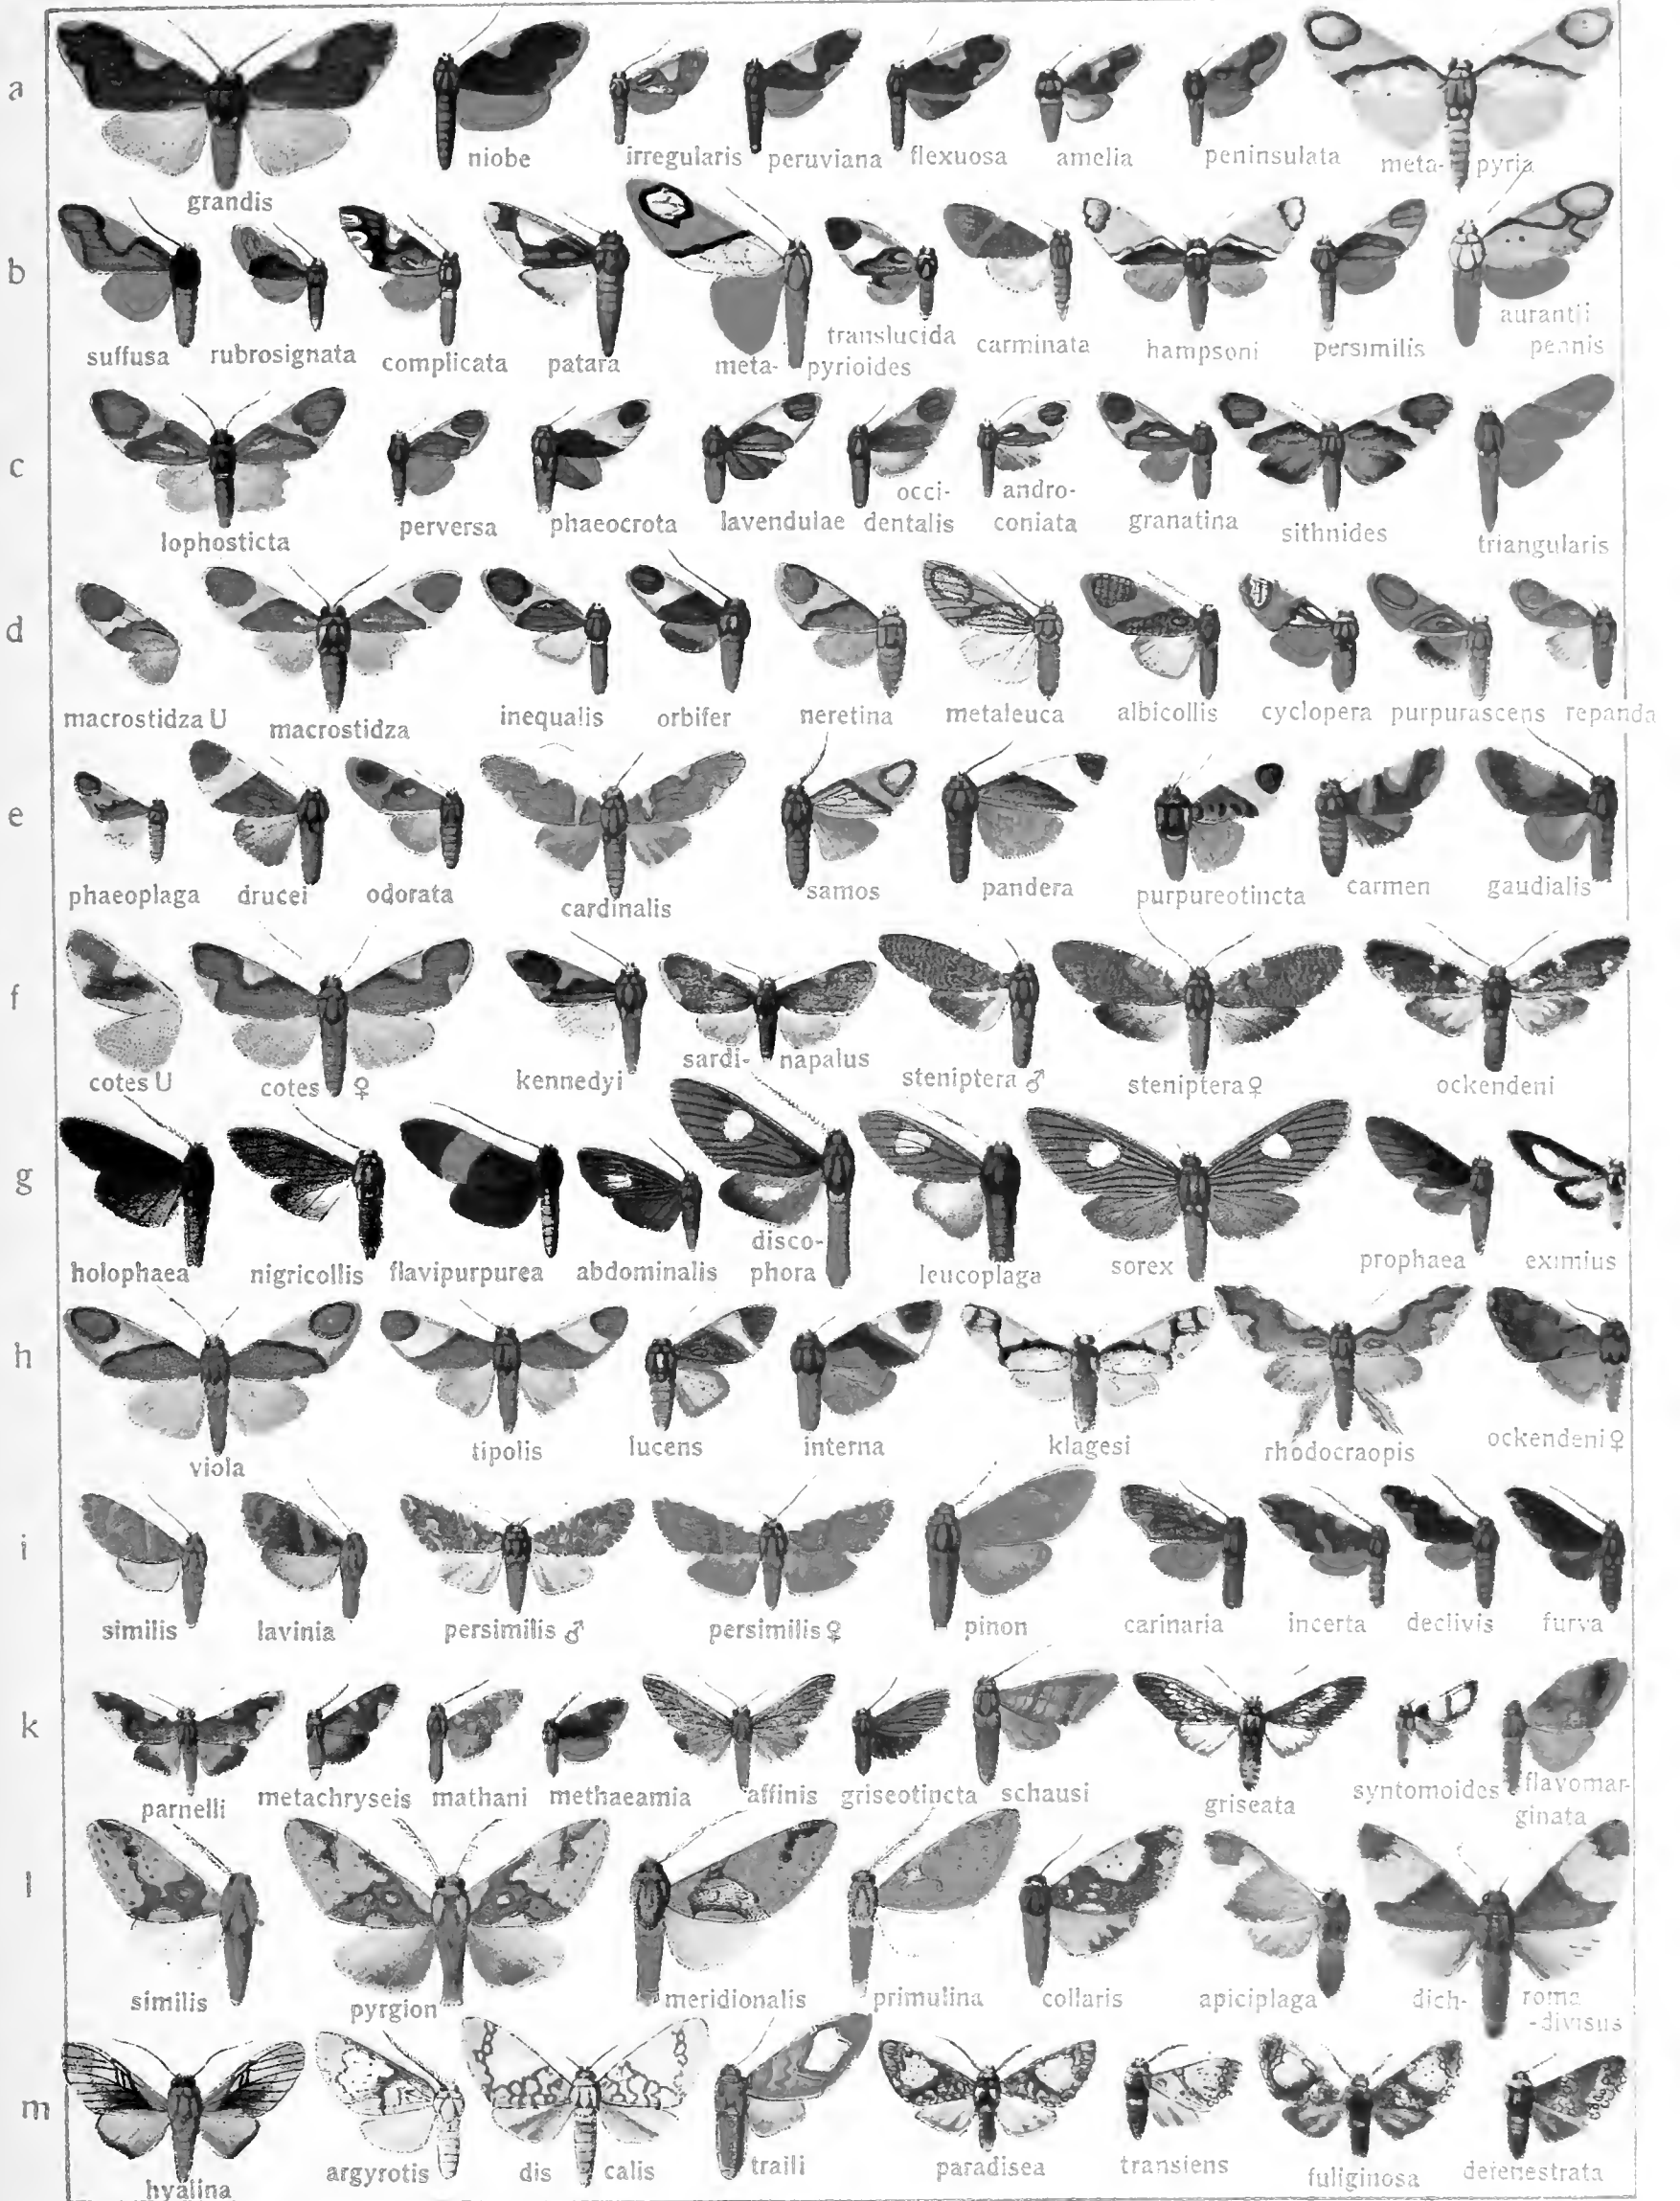 a
niobe
irregularis peruviana flexuosa amelia peninsulata meta- pyria
grandis
b
suffusa rubrosignata complicata patara meta- pyrioides translucida carminata hampsoni persimilis aurantii
pennis
c
lophosticta perversa phaeocrota lavendulae occi-
dentalis andro-
coniata granatina sithnides triangularis
d
macrostidza U macrostidza inequalis orbifer neretina metaleuca albicollis cyclopera purpurascens repanda
e
phaeoplaga drucei odorata cardinalis samos pandera purpureotincta carmen gaudialis
f
cotes U cotes ♀ kennedyi sardi- napalus steniptera ♂ steniptera ♀ ockendeni
g
holophaea nigricollis flavipurpurea abdominalis disco-
phora leucoplaga sorex prophaea eximius
h
viola tipolis lucens interna klagesi rhodocraopis ockendeni ♀
i
similis lavinia persimilis ♂ persimilis ♀ pinon carinaria incerta declivis furva
k
parnelli metachryseis mathani methaeamia affinis griseotincta schausi griseata syntomoides flavomar-
ginata
l
similis pyrgion meridionalis primulina collaris apiciplaga dich- roma
-divisus
m
hyalina argyrotis dis calis traili paradisea transiens fuliginosa defenestrata